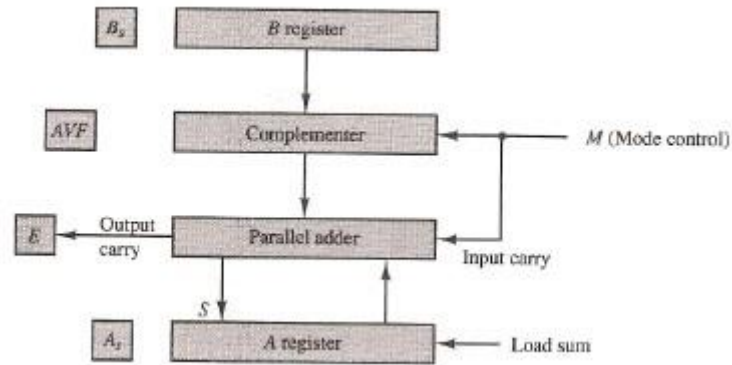 Bs
B register
AVF
Complementer
M (Mode control)
E
Output
carry
Parallel adder
Input carry
S
As
A register
Load sum